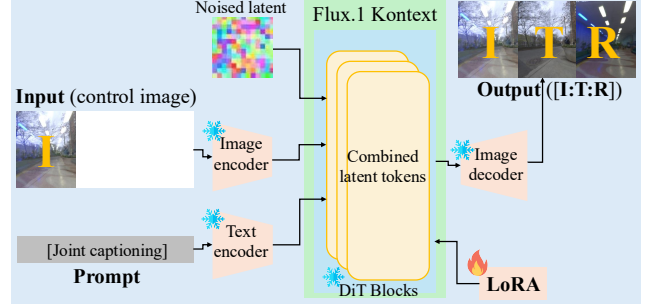 Noised latent
Flux.1 Kontext
I
T
R
Input (control image)
Output ([I:T:R])
I
Image
encoder
Combined
latent tokens
Image
decoder
[Joint captioning]
Text
encoder
Prompt
DiT Blocks
LoRA